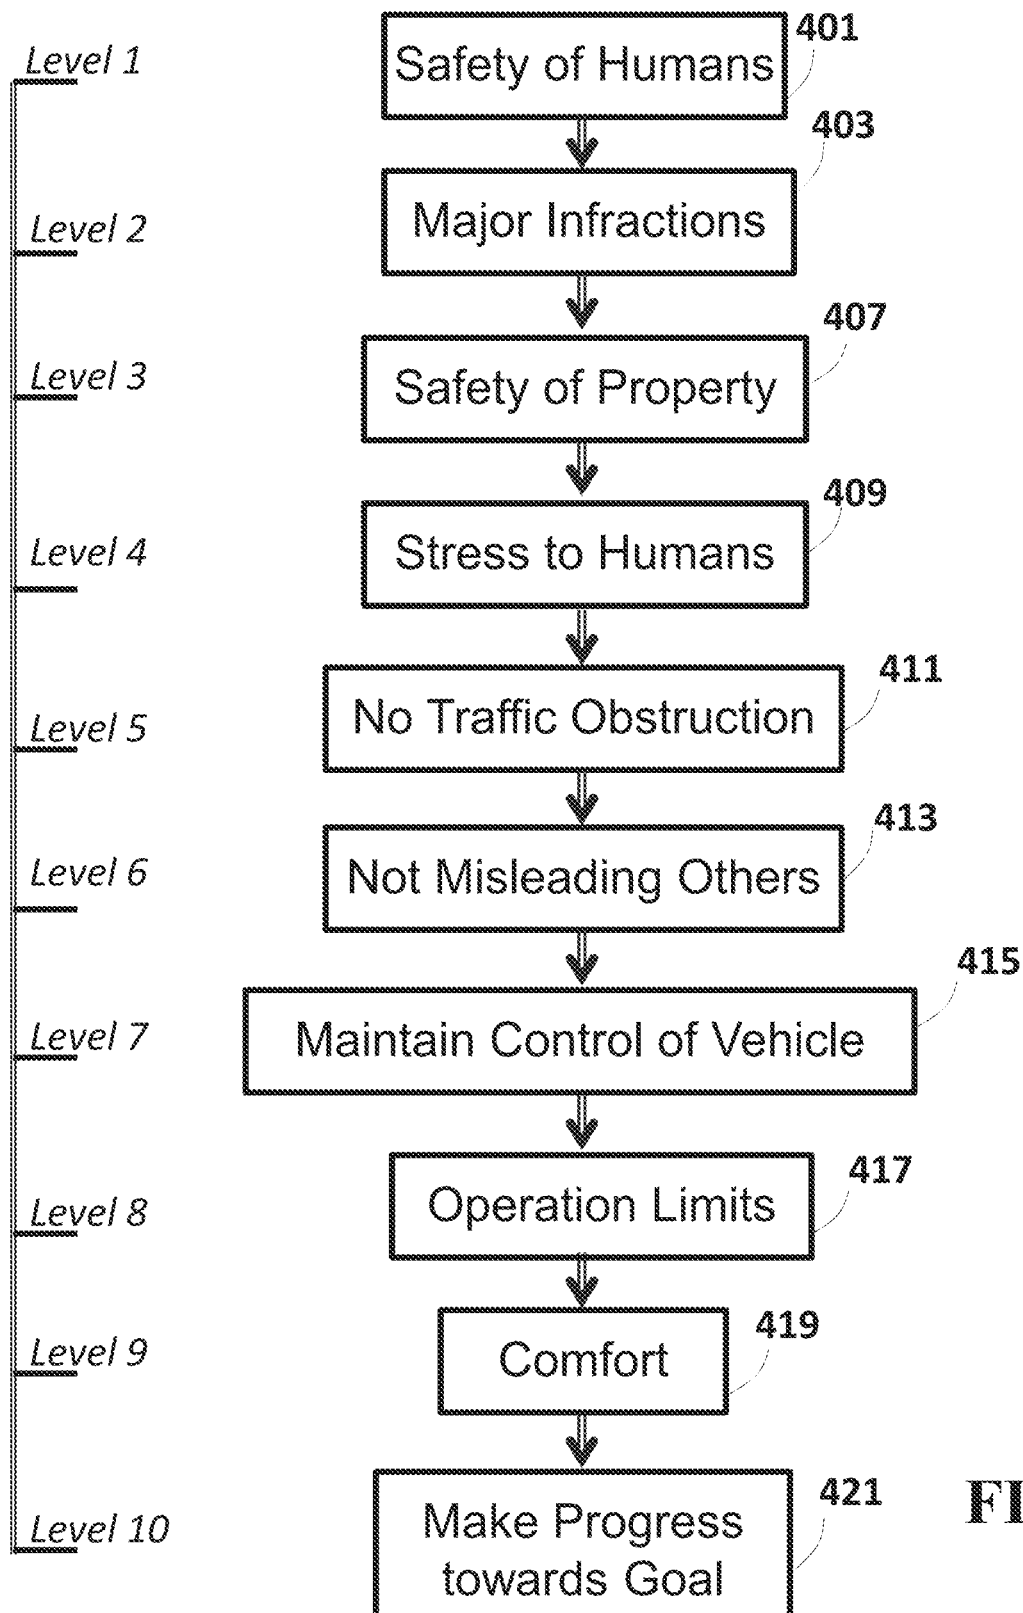 401
Level 1
Safety of Humans
403
Level 2
Major Infractions
407
Level 3
Safety of Property
409
Level 4
Stress to Humans
411
Level 5
No Traffic Obstruction
413
Level 6
Not Misleading Others
415
Level 7
Maintain Control of Vehicle
417
Level 8
Operation Limits
419
Level 9
Comfort
421
Level 10
Make Progress
towards Goal
FI